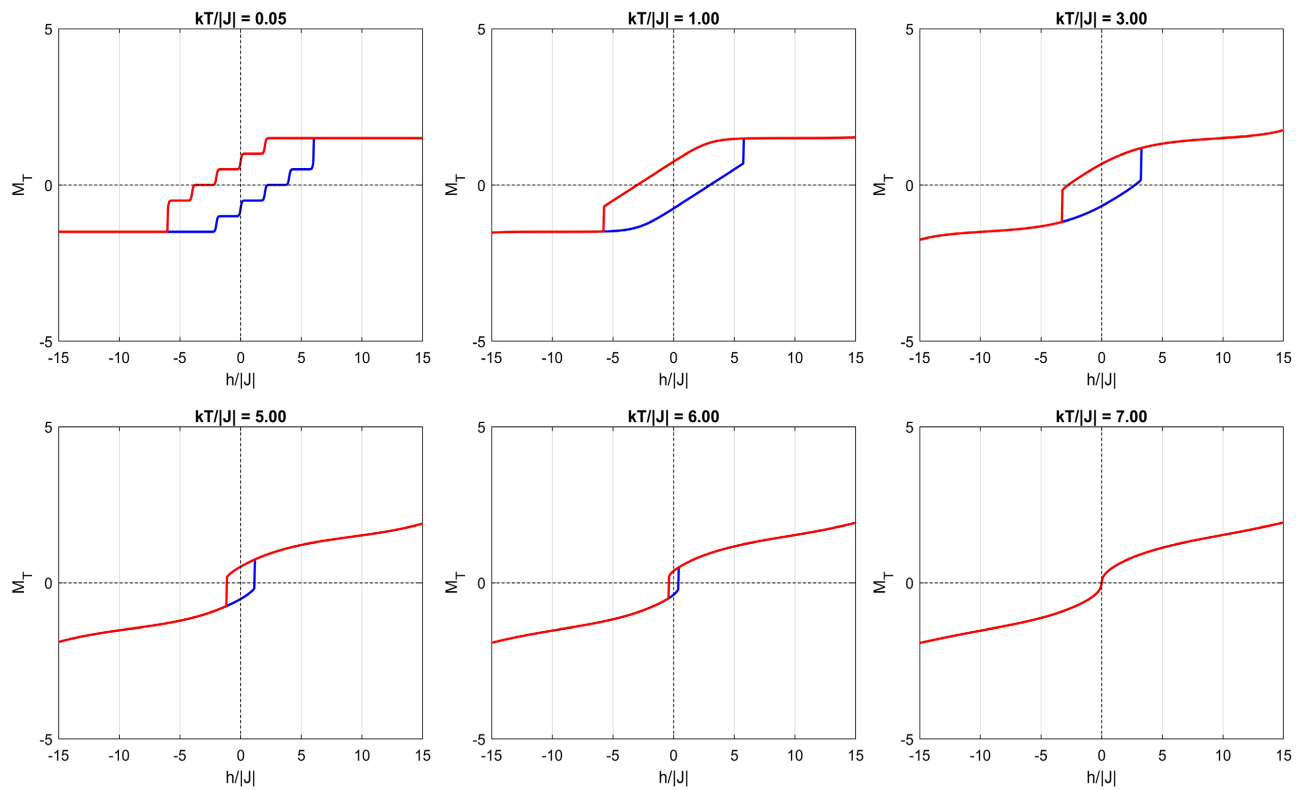 kT/|J| = 0.05
5
0
-5
M_T
-15 -10 -5 0 5 10 15
h/|J|
kT/|J| = 1.00
5
0
-5
M_T
-15 -10 -5 0 5 10 15
h/|J|
kT/|J| = 3.00
5
0
-5
M_T
-15 -10 -5 0 5 10 15
h/|J|
kT/|J| = 5.00
5
0
-5
M_T
-15 -10 -5 0 5 10 15
h/|J|
kT/|J| = 6.00
5
0
-5
M_T
-15 -10 -5 0 5 10 15
h/|J|
kT/|J| = 7.00
5
0
-5
M_T
-15 -10 -5 0 5 10 15
h/|J|